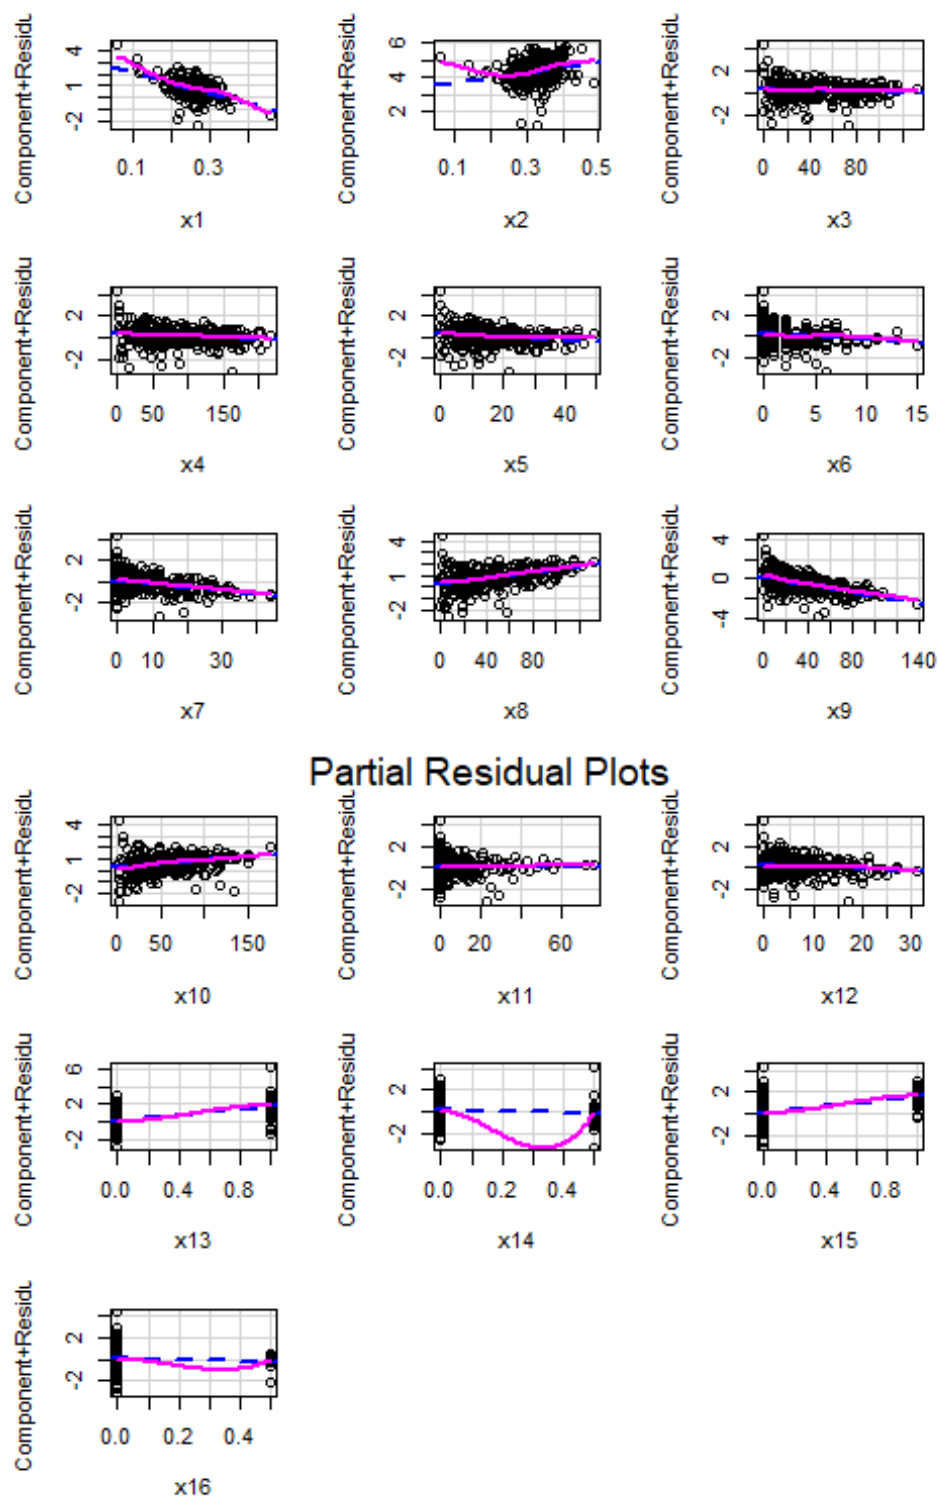 Component+Residu
4
1
-2
0.1 0.3
x1
Component+Residu
6
4
2
0.1 0.3 0.5
x2
Component+Residu
2
-2
0 40 80
x3
Component+Residu
2
-2
0 50 150
x4
Component+Residu
2
-2
0 20 40
x5
Component+Residu
2
-2
0 5 10 15
x6
Component+Residu
2
-2
0 10 30
x7
Component+Residu
4
1
-2
0 40 80
x8
Component+Residu
4
0
-4
0 40 80 140
x9
Partial Residual Plots
Component+Residu
4
1
-2
0 50 150
x10
Component+Residu
2
-2
0 20 60
x11
Component+Residu
2
-2
0 10 20 30
x12
Component+Residu
6
2
-2
0.0 0.4 0.8
x13
Component+Residu
2
-2
0.0 0.4
x14
Component+Residu
2
-2
0.0 0.4 0.8
x15
Component+Residu
2
-2
0.0 0.2 0.4
x16